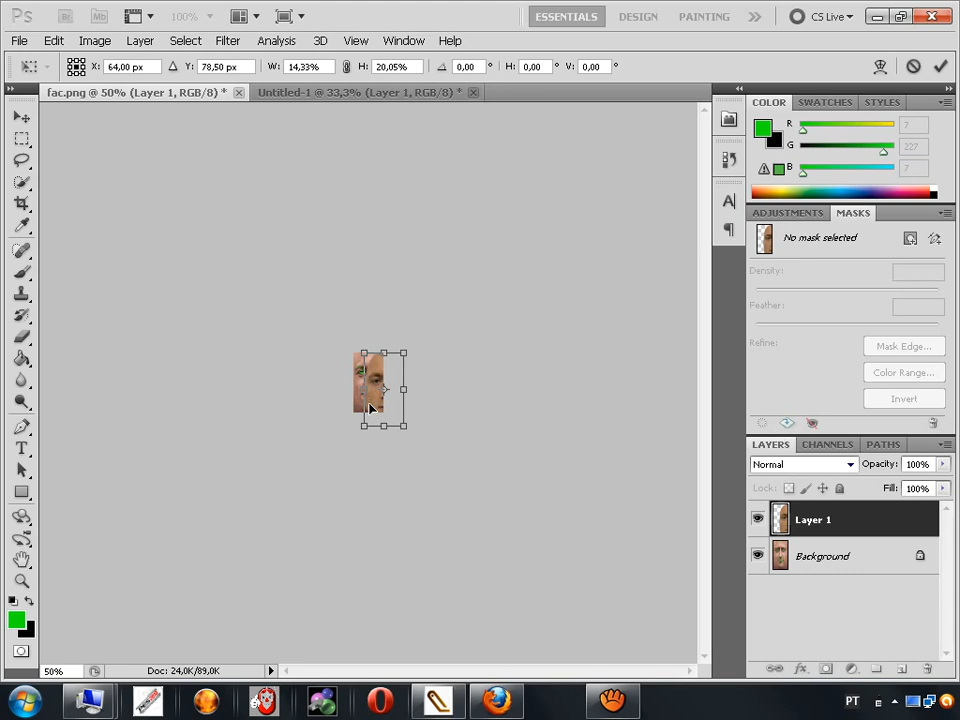 Ps Br Mb 100% ESSENTIALS DESIGN PAINTING CS Live
File Edit Image Layer Select Filter Analysis 3D View Window Help
X: 64,00 px Y: 78,50 px W: 14,33% H: 20,05% 0,00 ° H: 0,00 ° V: 0,00 °
fac.png @ 50% (Layer 1, RGB/8) * Untitled-1 @ 33,3% (Layer 1, RGB/8) *
COLOR SWATCHES STYLES
R 7
G 227
B 7
ADJUSTMENTS MASKS
No mask selected
Density:
Feather:
Refine: Mask Edge...
Color Range...
Invert
LAYERS CHANNELS PATHS
Normal Opacity: 100%
Lock: Fill: 100%
Layer 1
Background
50% Doc: 24,0K/89,0K
PT